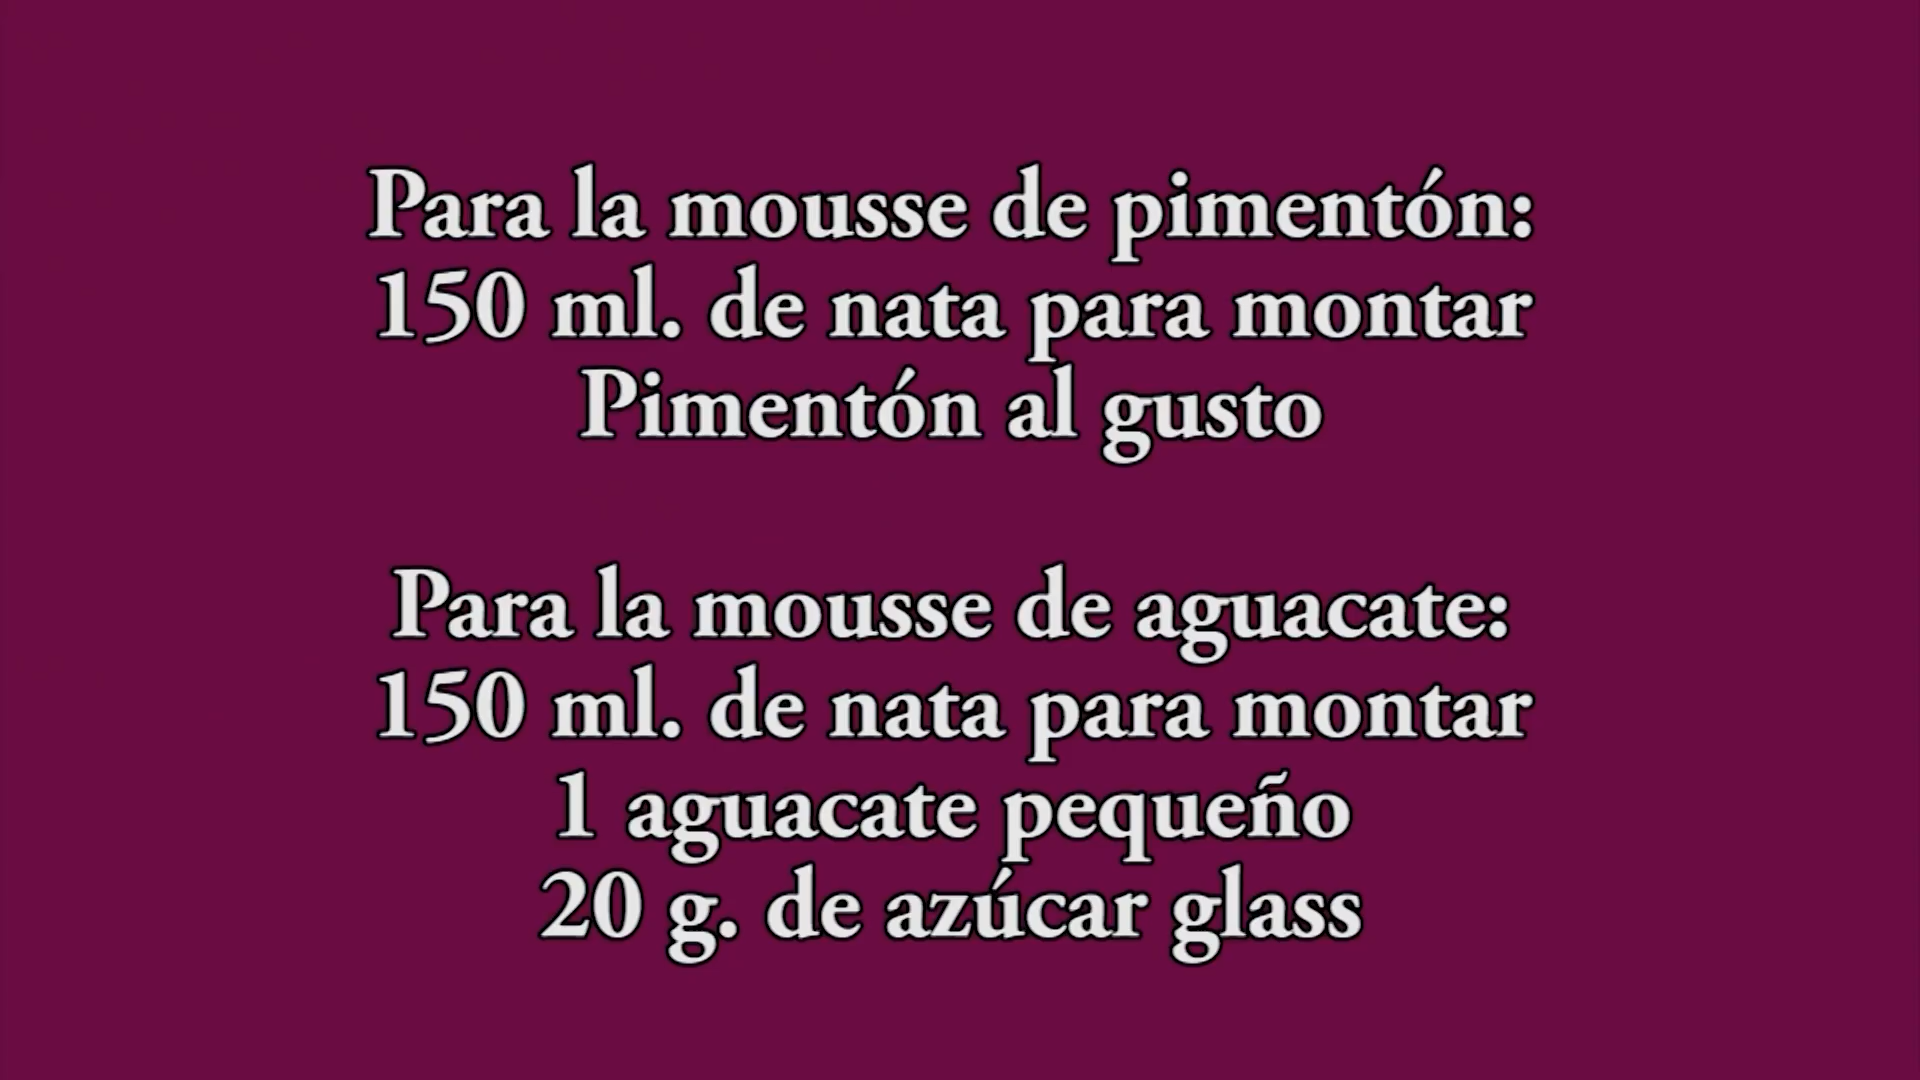 Para la mousse de pimentón:
150 ml. de nata para montar
Pimentón al gusto
Para la mousse de aguacate:
150 ml. de nata para montar
1 aguacate pequeño
20 g. de azúcar glass